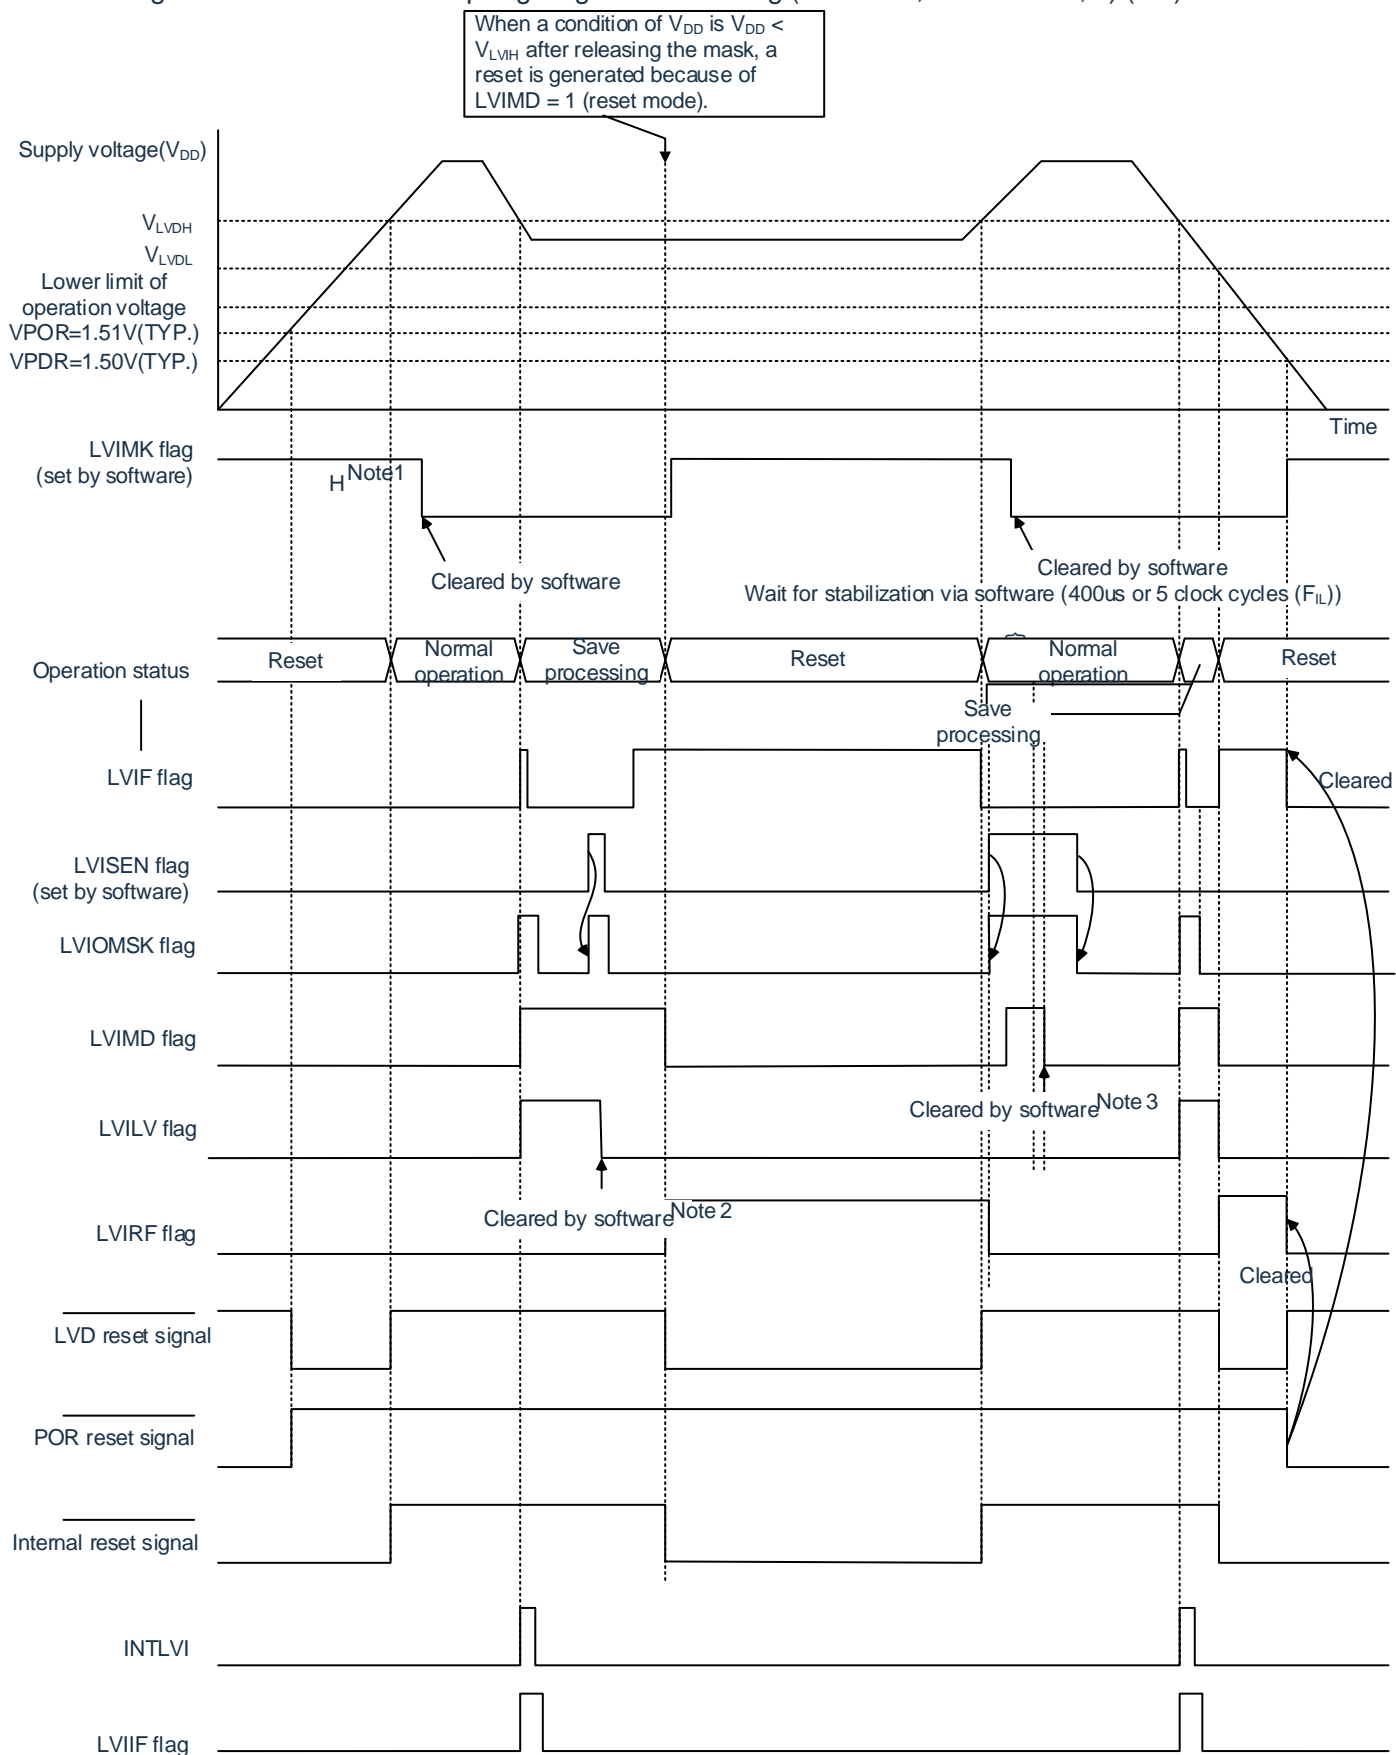 When a condition of VDD is VDD <
VLVIH after releasing the mask, a
reset is generated because of
LVIMD = 1 (reset mode).
Supply voltage(VDD)
VLVDH
VLVDL
Lower limit of
operation voltage
VPOR=1.51V(TYP.)
VPDR=1.50V(TYP.)
Time
LVIMK flag
(set by software)
H Note1
Cleared by software
Cleared by software
Wait for stabilization via software (400us or 5 clock cycles (FIL))
Operation status
Reset
Normal
operation
Save
processing
Reset
Normal
operation
Reset
Save
processing
LVIF flag
Cleared
LVISEN flag
(set by software)
LVIOMSK flag
LVIMD flag
Cleared by software Note 3
LVILV flag
Cleared by software Note 2
LVIRF flag
Cleared
LVD reset signal
POR reset signal
Internal reset signal
INTLVI
LVIIF flag